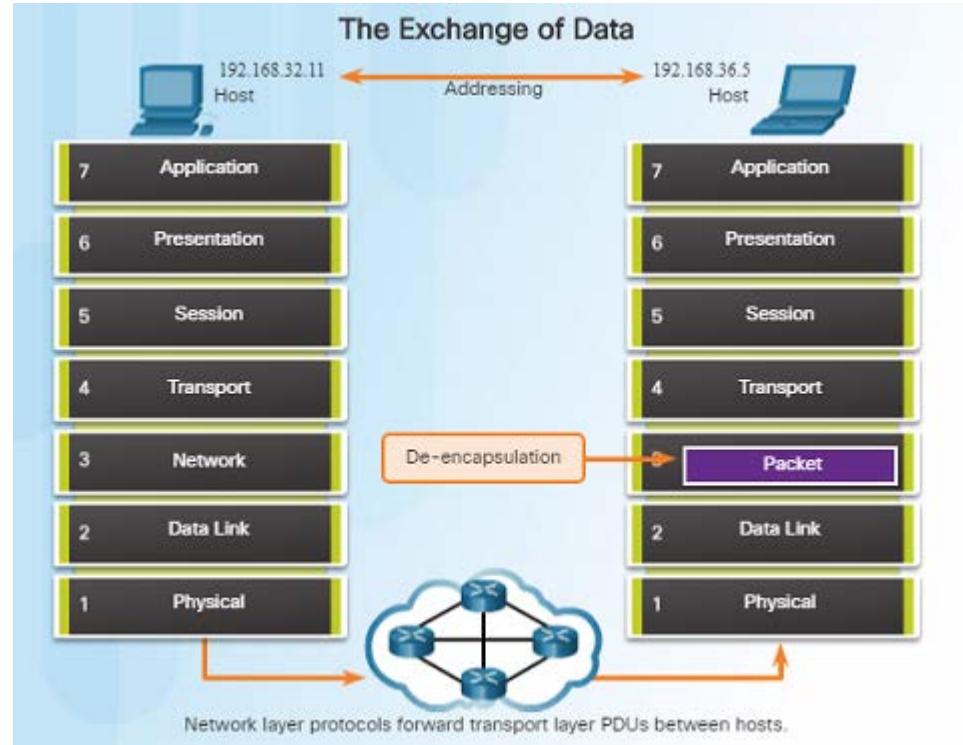 The Exchange of Data
192.168.32.11
Host
Addressing
192.168.36.5
Host
7 Application
6 Presentation
5 Session
4 Transport
3 Network
2 Data Link
1 Physical
De-encapsulation
7 Application
6 Presentation
5 Session
4 Transport
3 Packet
2 Data Link
1 Physical
Network layer protocols forward transport layer PDUs between hosts.